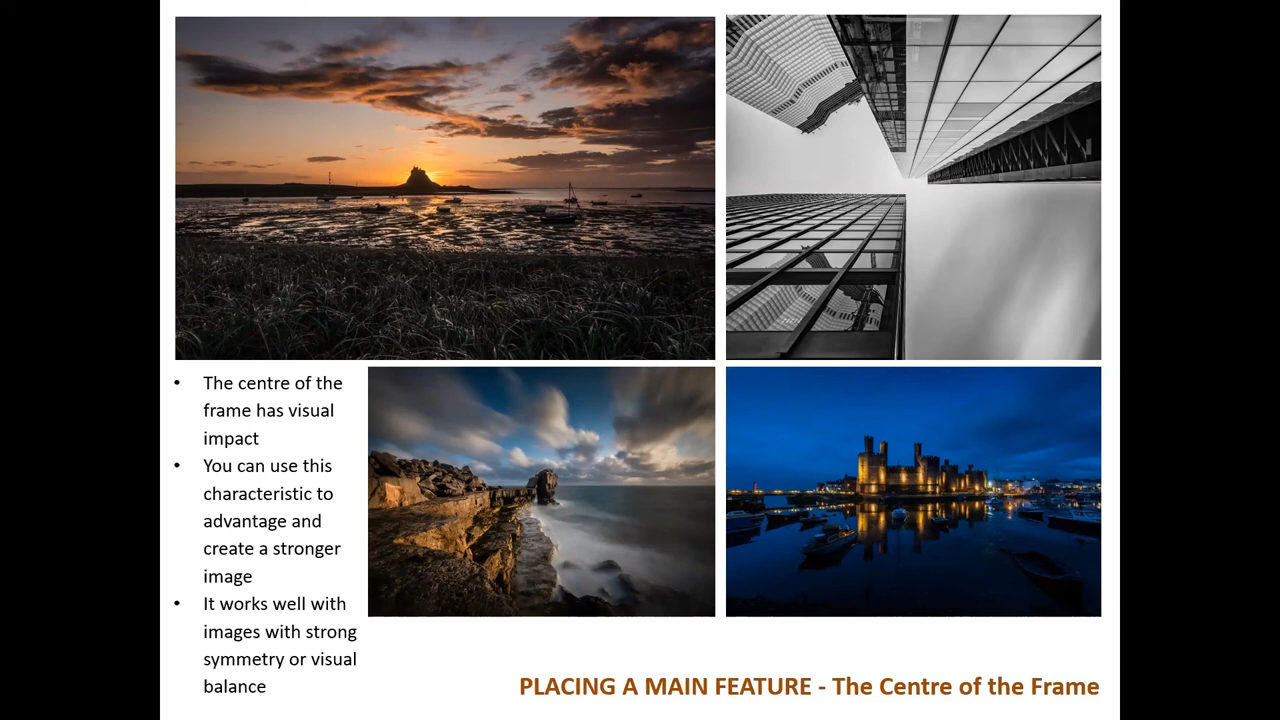 • The centre of the
frame has visual
impact
• You can use this
characteristic to
advantage and
create a stronger
image
• It works well with
images with strong
symmetry or visual
balance
PLACING A MAIN FEATURE - The Centre of the Frame